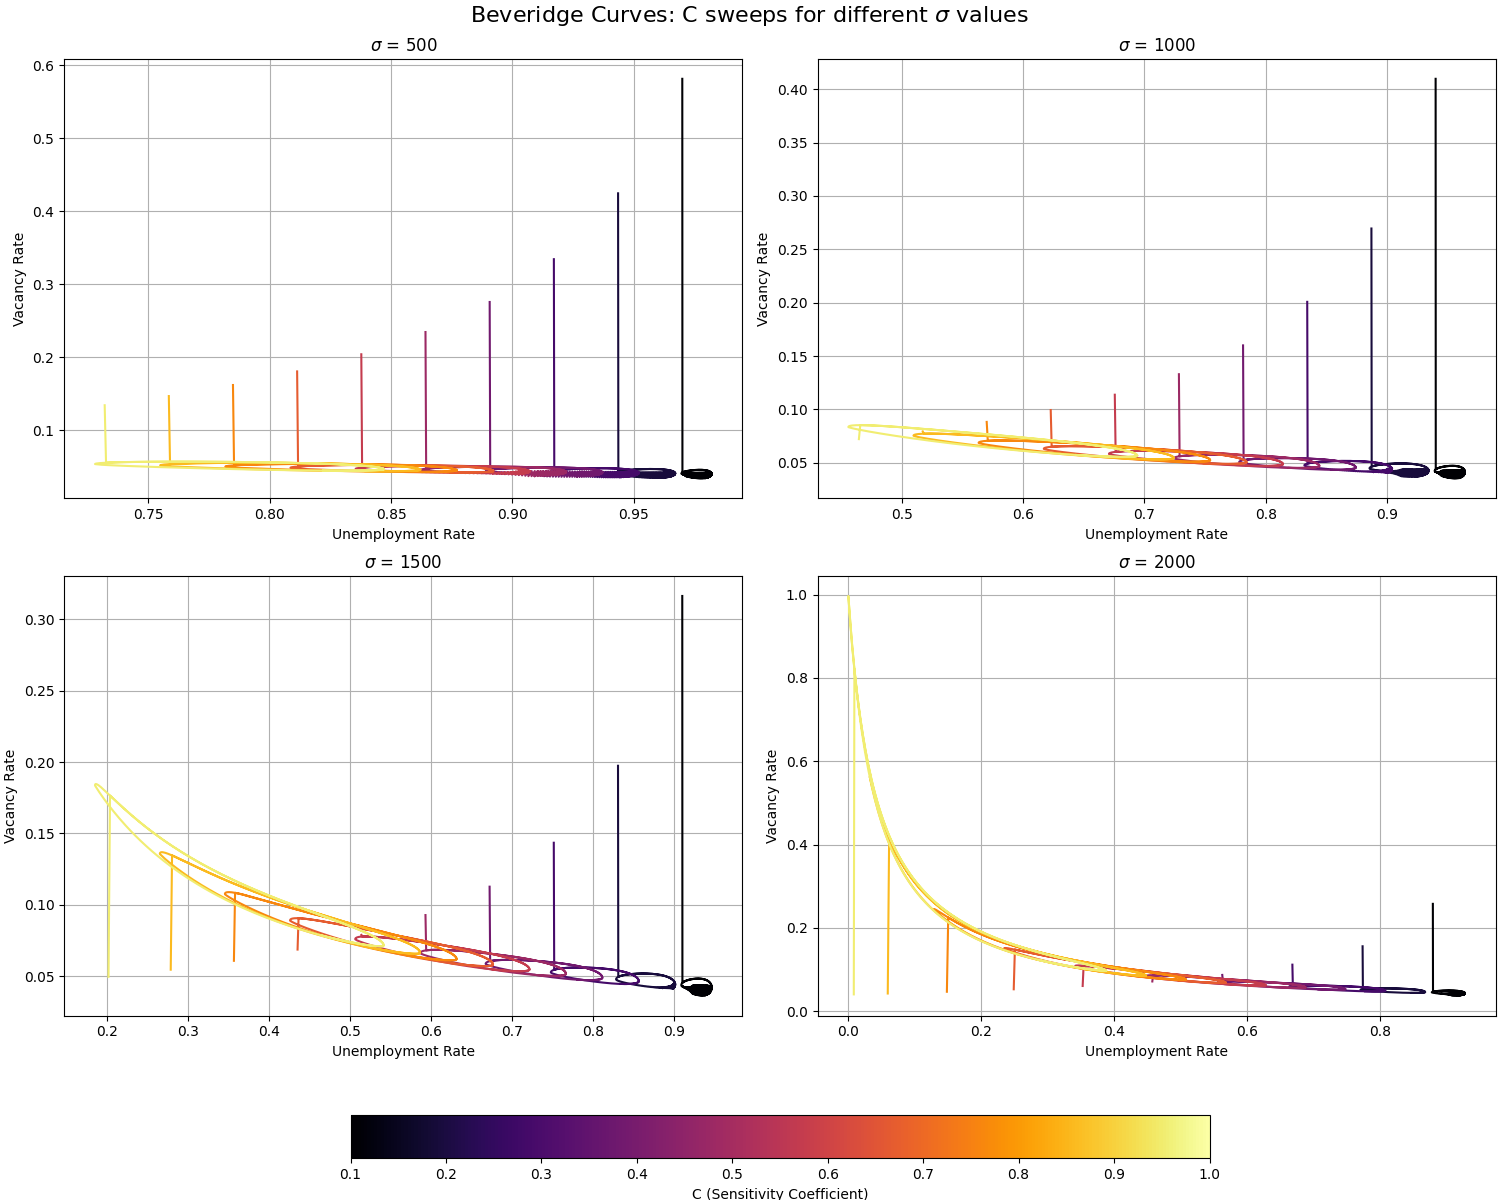 Beveridge Curves: C sweeps for different σ values
σ = 500
0.6
0.5
0.4
0.3
0.2
0.1
Vacancy Rate
0.75 0.80 0.85 0.90 0.95
Unemployment Rate
σ = 1000
0.40
0.35
0.30
0.25
0.20
0.15
0.10
0.05
Vacancy Rate
0.5 0.6 0.7 0.8 0.9
Unemployment Rate
σ = 1500
0.30
0.25
0.20
0.15
0.10
0.05
Vacancy Rate
0.2 0.3 0.4 0.5 0.6 0.7 0.8 0.9
Unemployment Rate
σ = 2000
1.0
0.8
0.6
0.4
0.2
0.0
Vacancy Rate
0.0 0.2 0.4 0.6 0.8
Unemployment Rate
0.1 0.2 0.3 0.4 0.5 0.6 0.7 0.8 0.9 1.0
C (Sensitivity Coefficient)